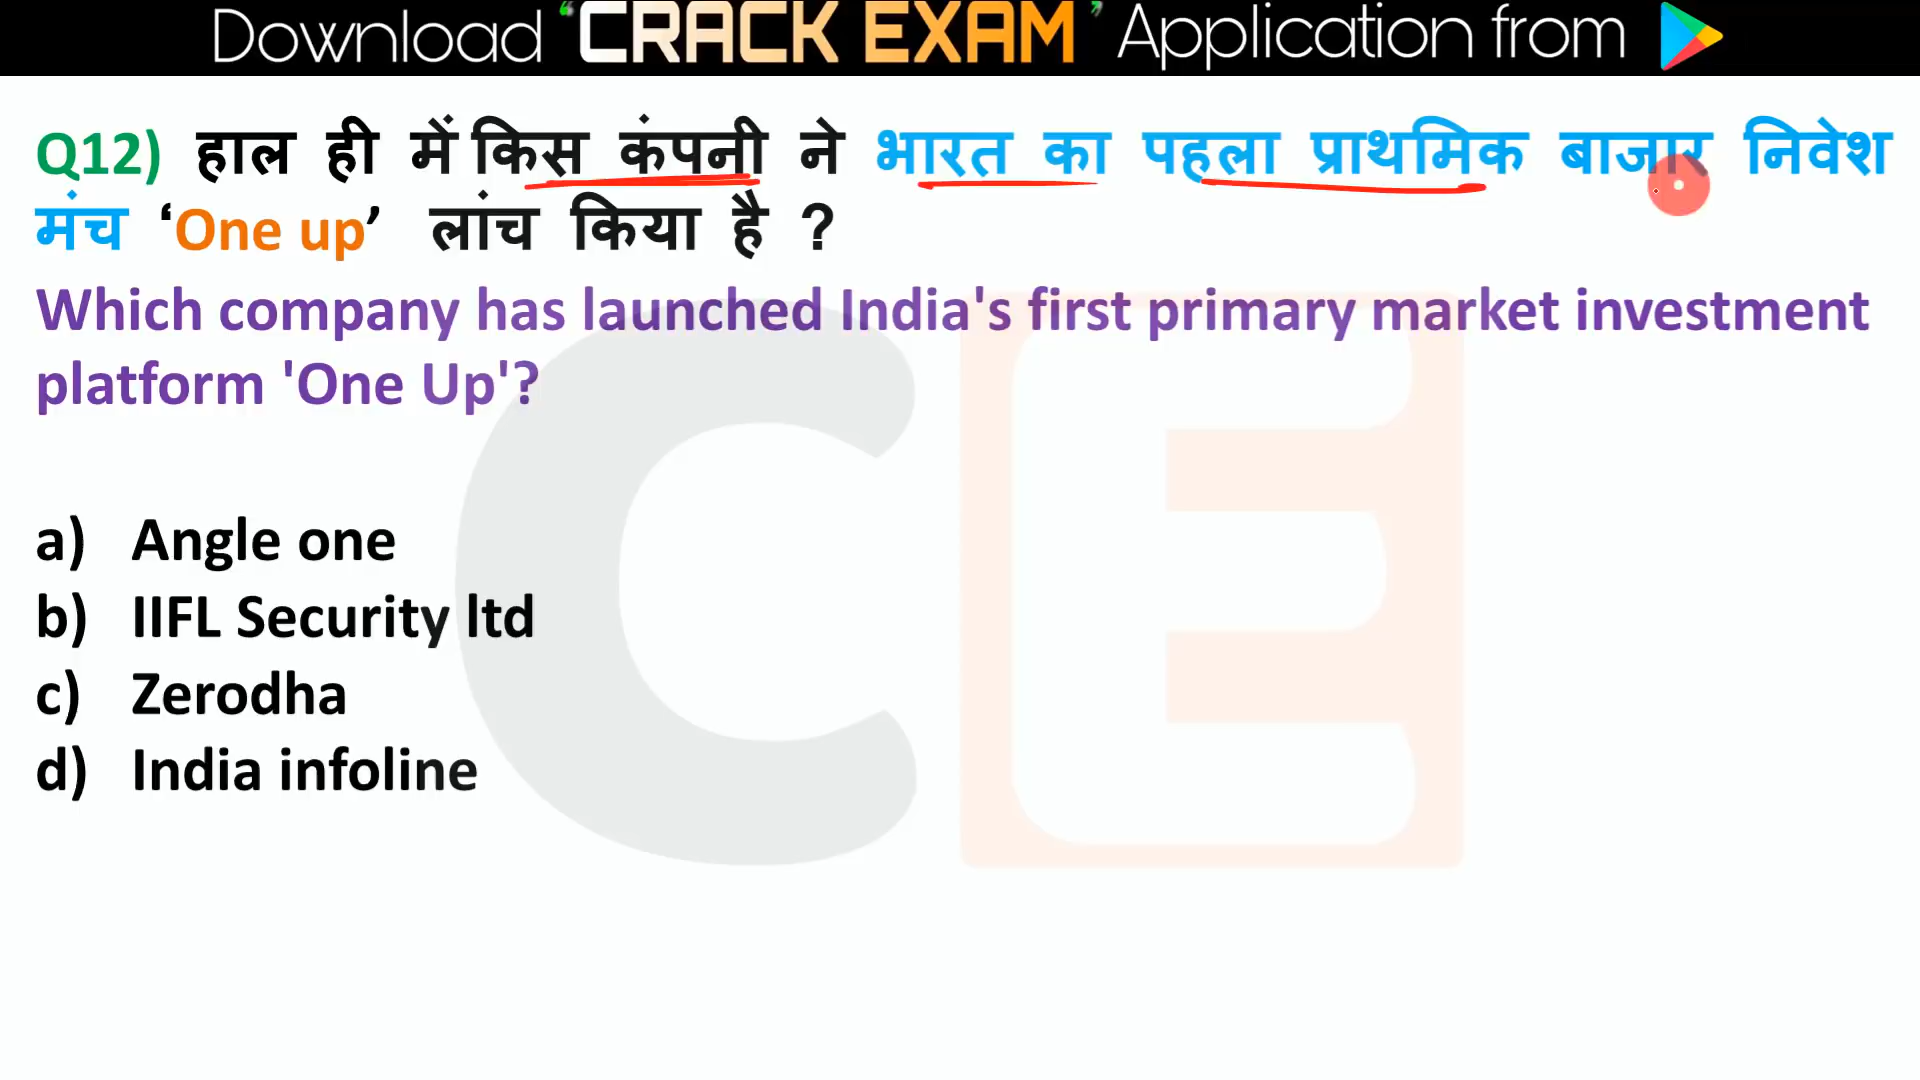 Download ‘CRACK EXAM’ Application from
Q12) हाल ही में किस कंपनी ने भारत का पहला प्राथमिक बाजार निवेश
मंच ‘One up’ लांच किया है ?
Which company has launched India's first primary market investment
platform 'One Up'?
a) Angle one
b) IIFL Security ltd
c) Zerodha
d) India infoline
CE